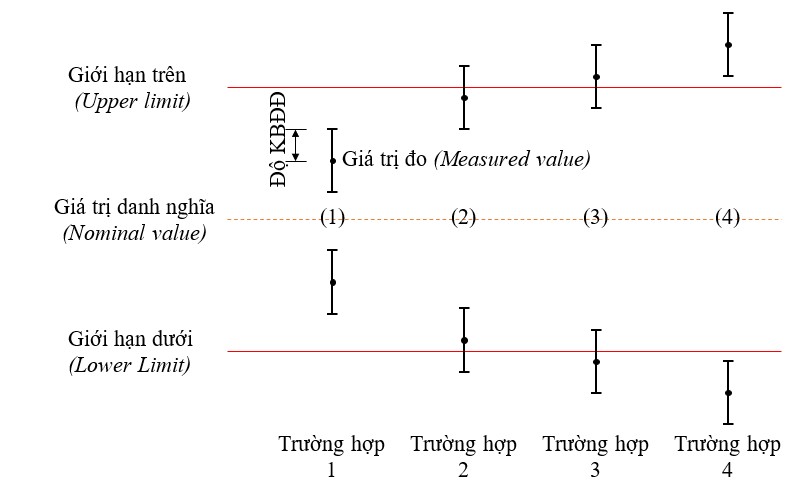 Giới hạn trên
(Upper limit)
Độ KBĐĐ
Giá trị đo (Measured value)
Giá trị danh nghĩa
(Nominal value)
(1)
(2)
(3)
(4)
Giới hạn dưới
(Lower Limit)
Trường hợp
1
Trường hợp
2
Trường hợp
3
Trường hợp
4